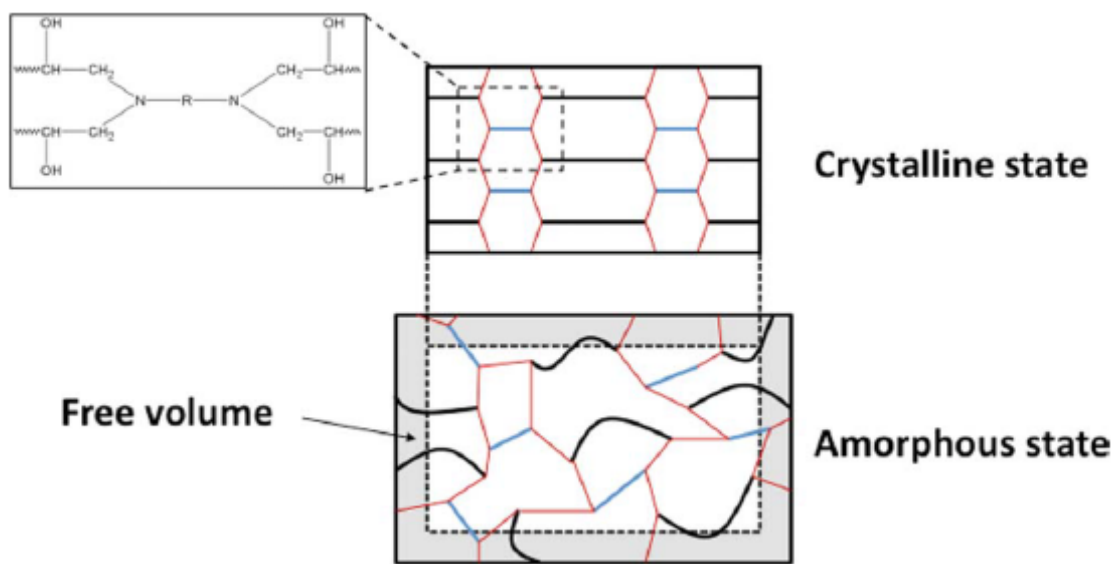 OH OH
CH—CH₂ CH₂—CH
N—R—N
CH—CH₂ CH₂—CH
OH OH
Crystalline state
Free volume
Amorphous state